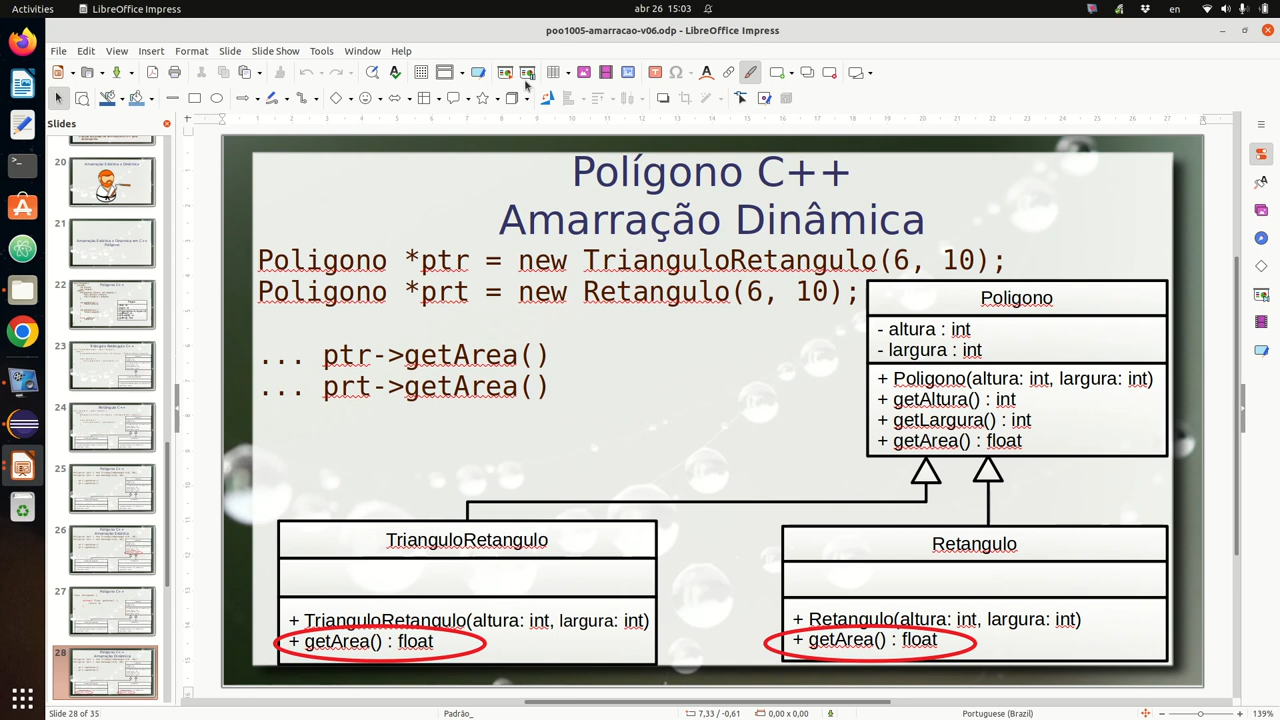 Activities
LibreOffice Impress
abr 26 15:03
en
poo1005-amarracao-v06.odp - LibreOffice Impress
File Edit View Insert Format Slide Slide Show Tools Window Help
Slides
20
21
22
23
24
25
26
27
28
Polígono C++
Amarração Dinâmica
Poligono *ptr = new TrianguloRetangulo(6, 10);
Poligono *prt = new Retangulo(6, 10);
... ptr->getArea()
... prt->getArea()
Poligono
- altura : int
- largura : int
+ Poligono(altura: int, largura: int)
+ getAltura() : int
+ getLargura() : int
+ getArea() : float
TrianguloRetangulo
+ TrianguloRetangulo(altura: int, largura: int)
+ getArea() : float
Retangulo
+ Retangulo(altura: int, largura: int)
+ getArea() : float
Slide 28 of 35
Padrão_
7,33 / -0,61
0,00 x 0,00
Portuguese (Brazil)
139%